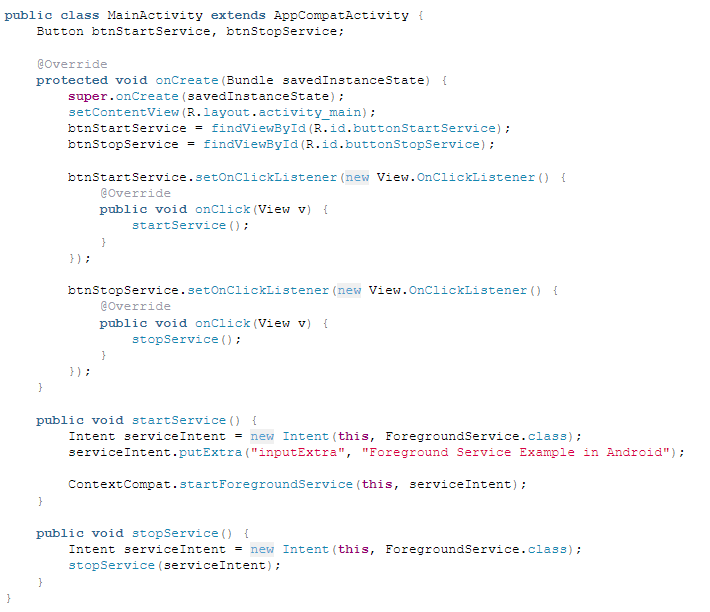 public class MainActivity extends AppCompatActivity {
    Button btnStartService, btnStopService;

    @Override
    protected void onCreate(Bundle savedInstanceState) {
        super.onCreate(savedInstanceState);
        setContentView(R.layout.activity_main);
        btnStartService = findViewById(R.id.buttonStartService);
        btnStopService = findViewById(R.id.buttonStopService);

        btnStartService.setOnClickListener(new View.OnClickListener() {
            @Override
            public void onClick(View v) {
                startService();
            }
        });

        btnStopService.setOnClickListener(new View.OnClickListener() {
            @Override
            public void onClick(View v) {
                stopService();
            }
        });
    }

    public void startService() {
        Intent serviceIntent = new Intent(this, ForegroundService.class);
        serviceIntent.putExtra("inputExtra", "Foreground Service Example in Android");

        ContextCompat.startForegroundService(this, serviceIntent);
    }

    public void stopService() {
        Intent serviceIntent = new Intent(this, ForegroundService.class);
        stopService(serviceIntent);
    }
}